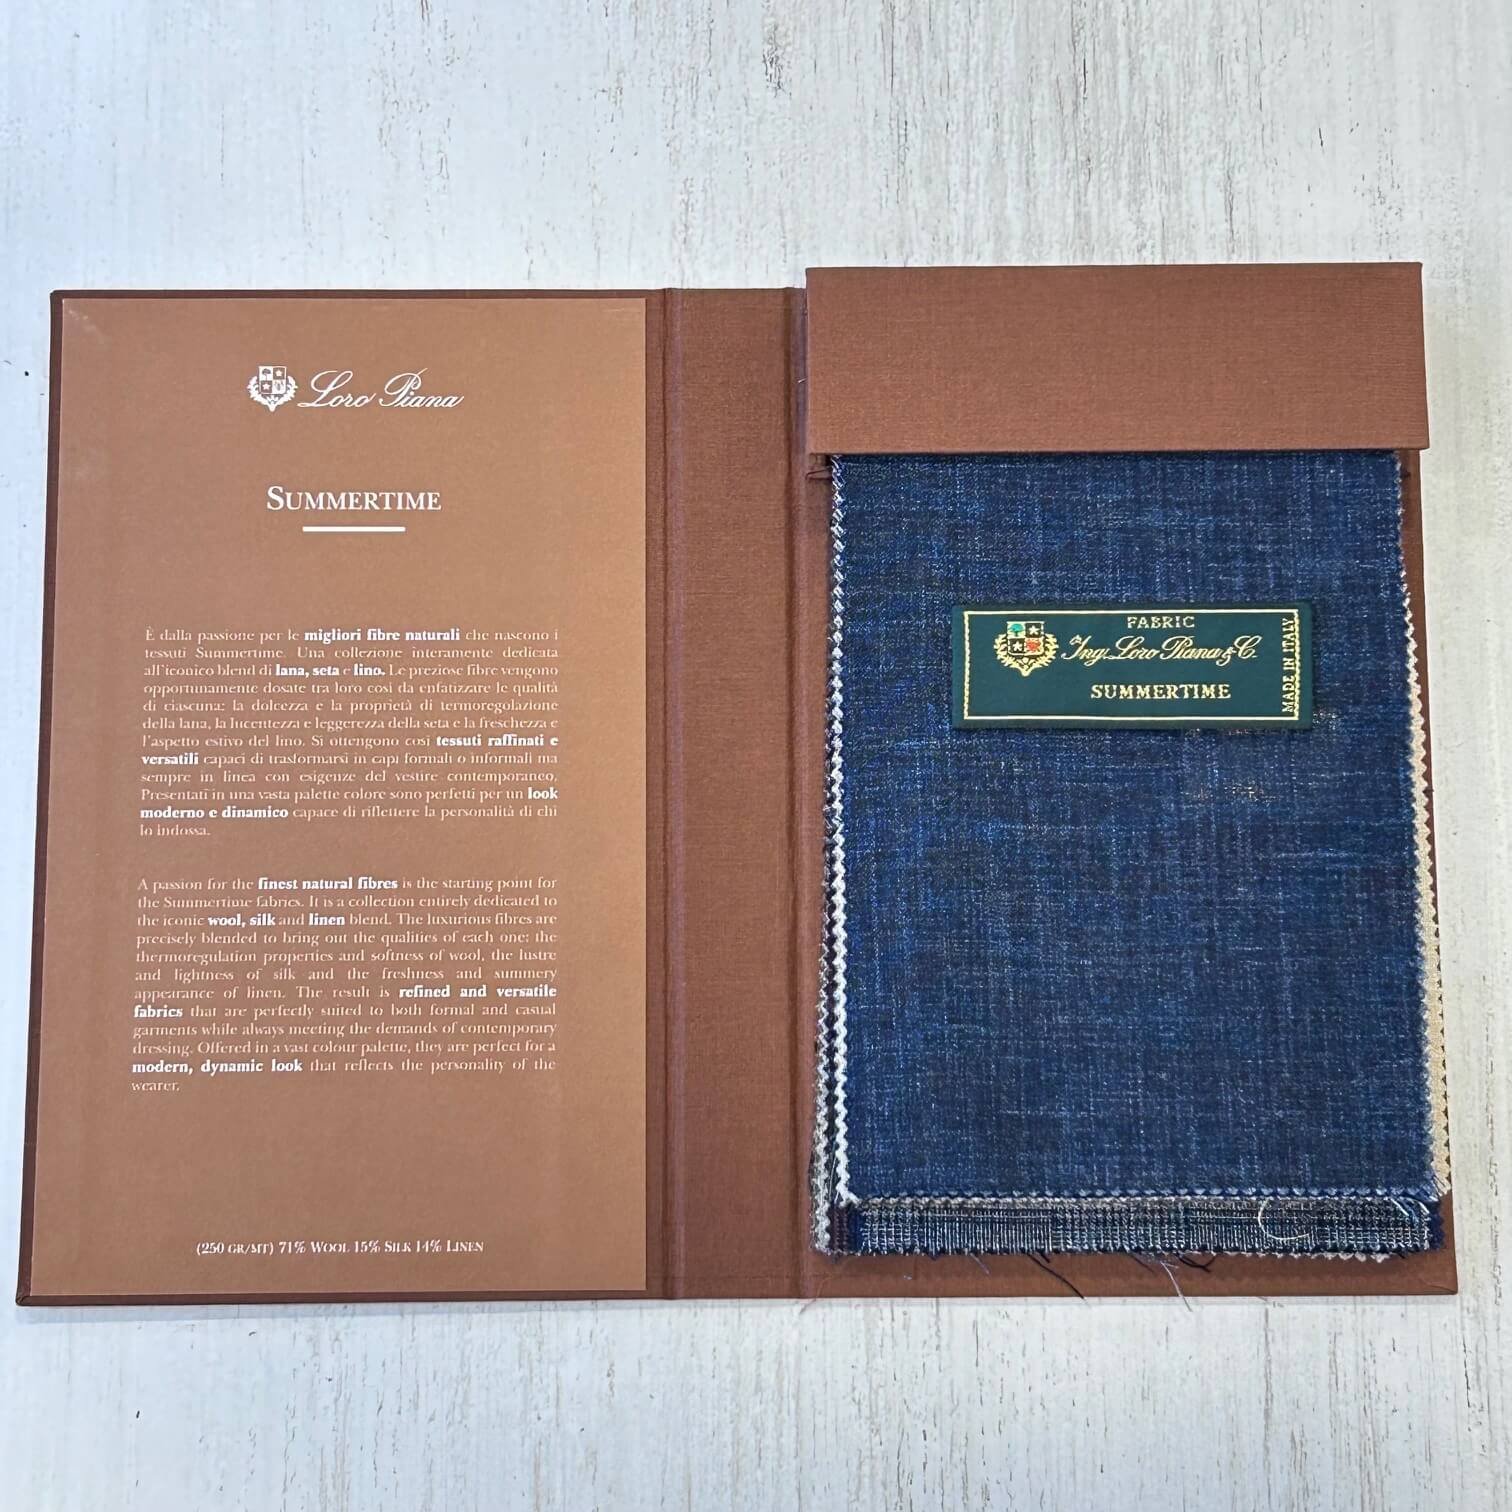 Loro Piana
SUMMERTIME
È dalla passione per le migliori fibre naturali che nascono i
tessuti Summertime. Una collezione interamente dedicata
all'iconico blend di lana, seta e lino. Le preziose fibre vengono
opportunamente dosate tra loro così da enfatizzare le qualità
di ciascuna: la dolcezza e la proprietà di termoregolazione
della lana, la lucentezza e leggerezza della seta e la freschezza e
l'aspetto estivo del lino. Si ottengono così tessuti raffinati e
versatili capaci di trasformarsi in capi formali o informali ma
sempre in linea con esigenze del vestire contemporaneo.
Presentati in una vasta palette colore sono perfetti per un look
moderno e dinamico capace di riflettere la personalità di chi
lo indossa.
A passion for the finest natural fibres is the starting point for
the Summertime fabrics. It is a collection entirely dedicated to
the iconic wool, silk and linen blend. The luxurious fibres are
precisely blended to bring out the qualities of each one: the
thermoregulation properties and softness of wool, the lustre
and lightness of silk and the freshness and summery
appearance of linen. The result is refined and versatile
fabrics that are perfectly suited to both formal and casual
garments while always meeting the demands of contemporary
dressing. Offered in a vast colour palette, they are perfect for a
modern, dynamic look that reflects the personality of the
wearer.
(250 GR/MT) 71% WOOL 15% SILK 14% LINEN
FABRIC
Ing. Loro Piana & C.
SUMMERTIME
MADE IN ITALY